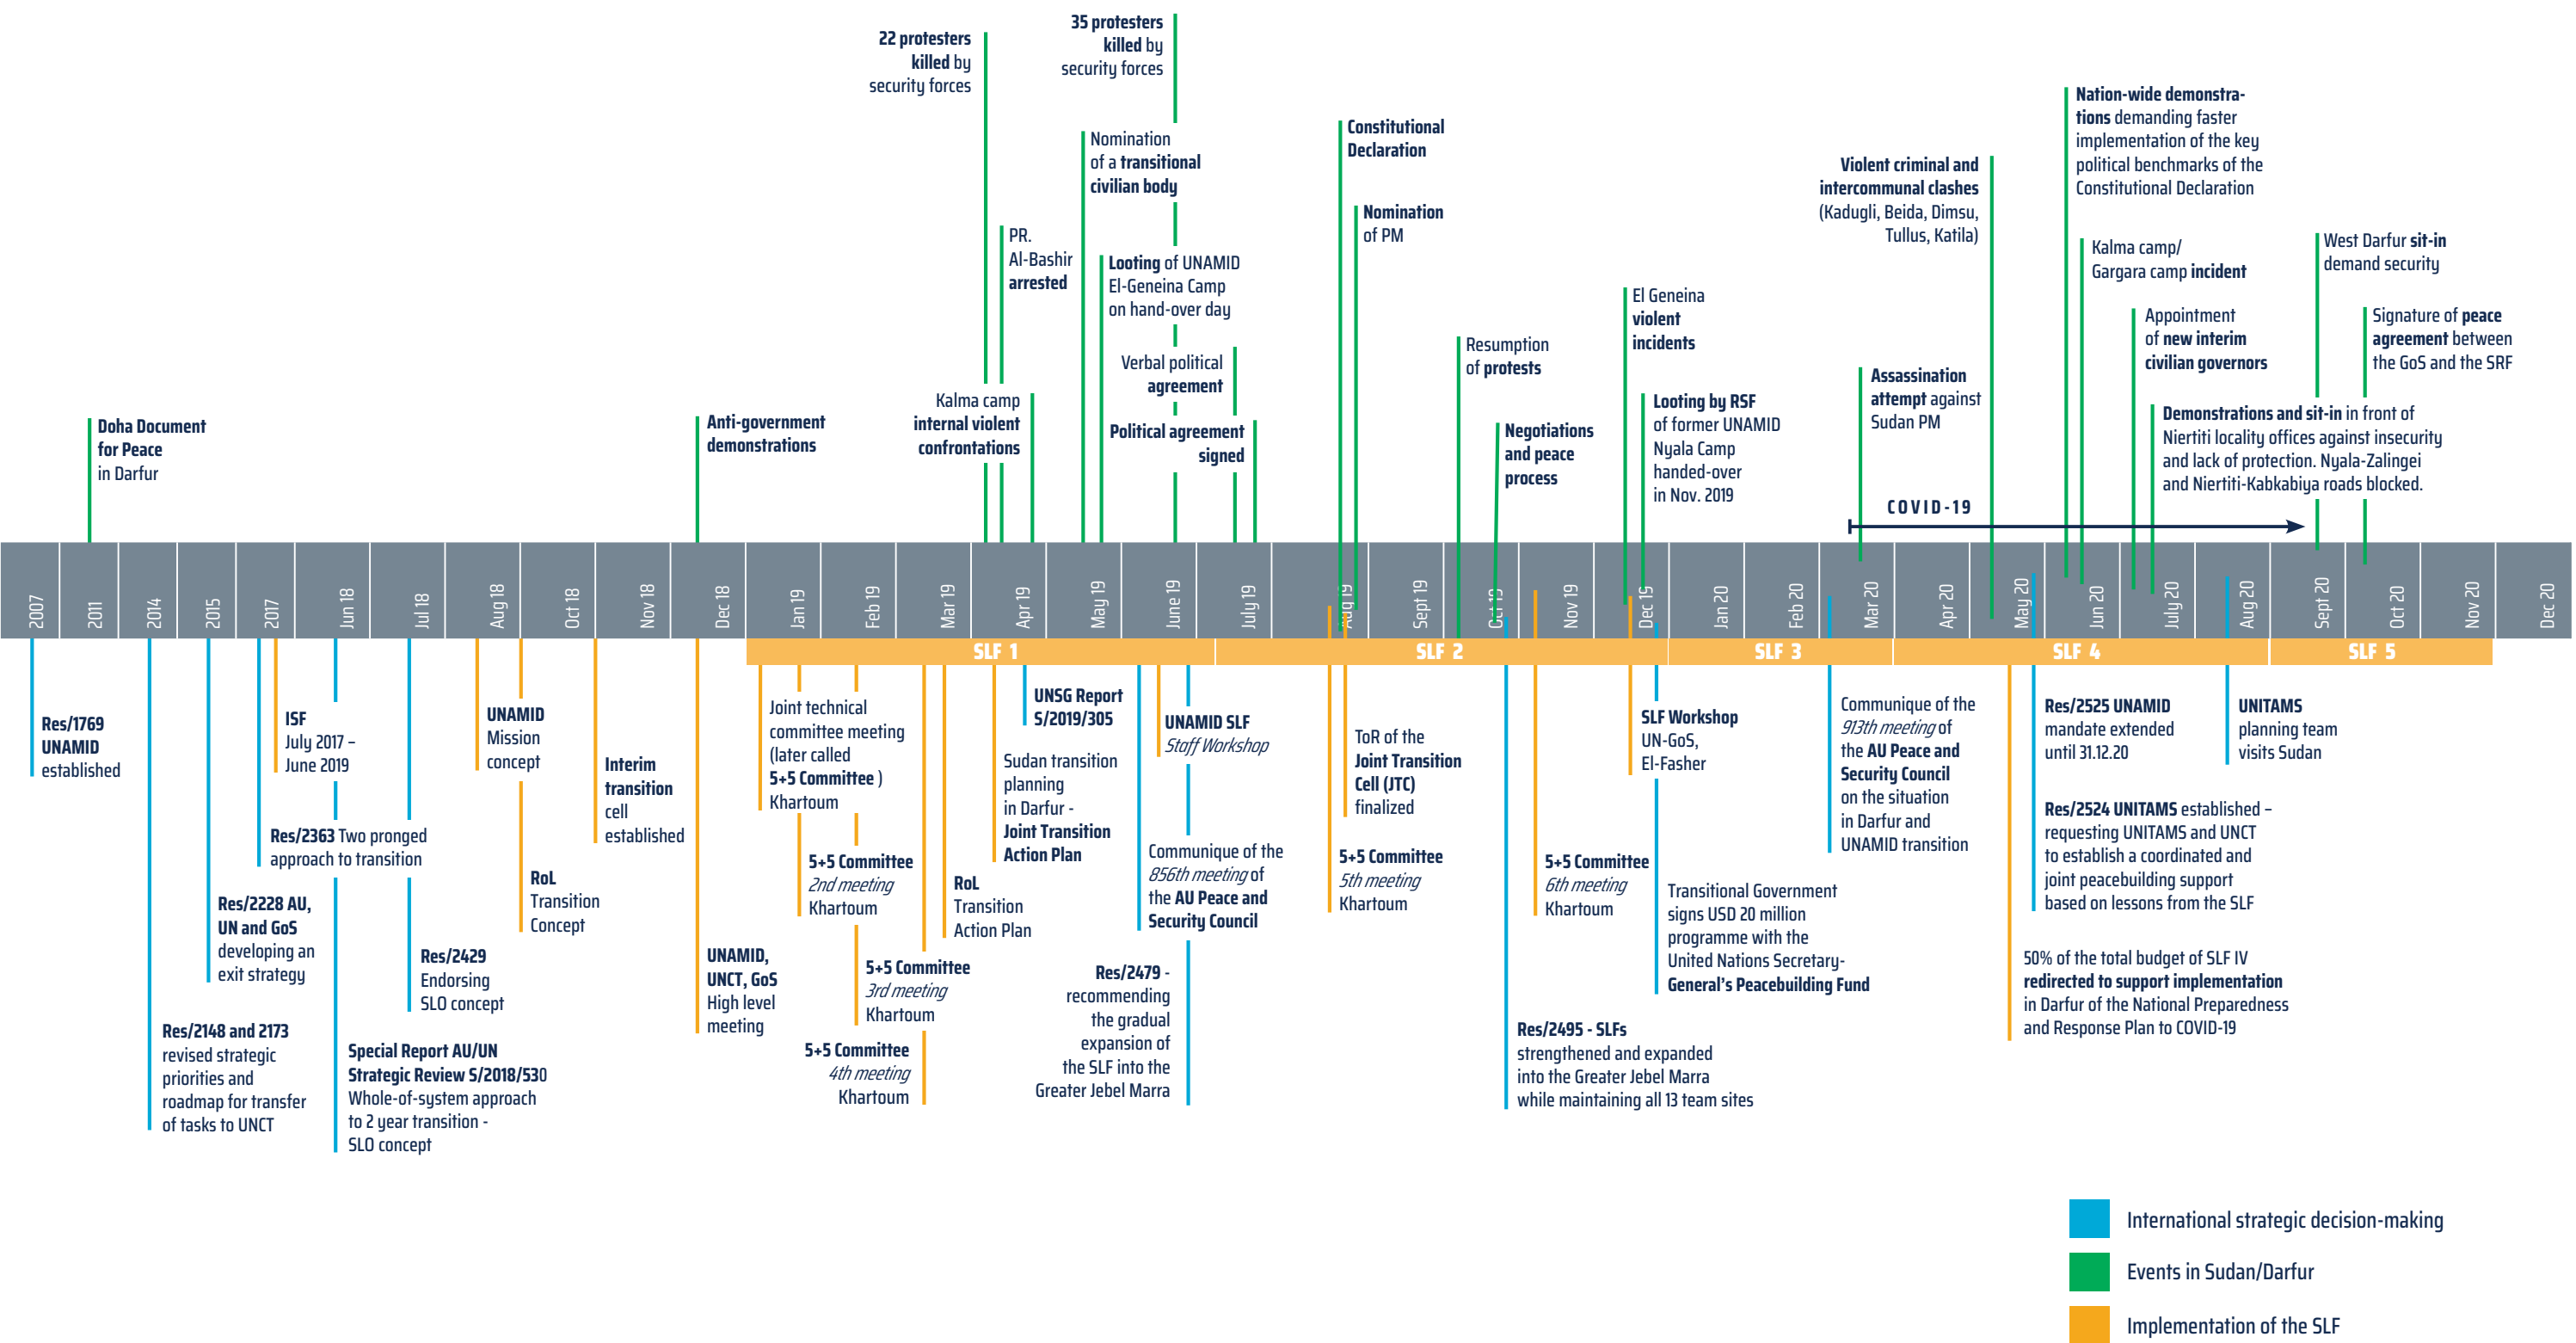 22 protesters
killed by
security forces
35 protesters
killed by
security forces
Nomination
of a transitional
civilian body
PR.
Al-Bashir
arrested
Looting of UNAMID
El-Geneina Camp
on hand-over day
Verbal political
agreement
Kalma camp
internal violent
confrontations
Political agreement
signed
Doha Document
for Peace
in Darfur
Anti-government
demonstrations
Constitutional
Declaration
Nomination
of PM
Resumption
of protests
Negotiations
and peace
process
El Geneina
violent
incidents
Looting by RSF
of former UNAMID
Nyala Camp
handed-over
in Nov. 2019
Violent criminal and
intercommunal clashes
(Kadugli, Beida, Dimsu,
Tullus, Katila)
Assassination
attempt against
Sudan PM
COVID-19
Nation-wide demonstra-
tions demanding faster
implementation of the key
political benchmarks of the
Constitutional Declaration
Kalma camp/
Gargara camp incident
Appointment
of new interim
civilian governors
West Darfur sit-in
demand security
Signature of peace
agreement between
the GoS and the SRF
Demonstrations and sit-in in front of
Niertiti locality offices against insecurity
and lack of protection. Nyala-Zalingei
and Niertiti-Kabkabiya roads blocked.
2007
2011
2014
2015
2017
Jun 18
Jul 18
Aug 18
Oct 18
Nov 18
Dec 18
Jan 19
Feb 19
Mar 19
Apr 19
May 19
June 19
July 19
Aug 19
Sept 19
Oct 19
Nov 19
Dec 19
Jan 20
Feb 20
Mar 20
Apr 20
May 20
Jun 20
July 20
Aug 20
Sept 20
Oct 20
Nov 20
Dec 20
SLF 1
SLF 2
SLF 3
SLF 4
SLF 5
Res/1769
UNAMID
established
ISF
July 2017 –
June 2019
Res/2363 Two pronged
approach to transition
Res/2228 AU,
UN and GoS
developing an
exit strategy
Res/2148 and 2173
revised strategic
priorities and
roadmap for transfer
of tasks to UNCT
Special Report AU/UN
Strategic Review S/2018/530
Whole-of-system approach
to 2 year transition -
SLO concept
Res/2429
Endorsing
SLO concept
UNAMID
Mission
concept
RoL
Transition
Concept
Interim
transition
cell
established
UNAMID,
UNCT, GoS
High level
meeting
Joint technical
committee meeting
(later called
5+5 Committee )
Khartoum
5+5 Committee
2nd meeting
Khartoum
5+5 Committee
3rd meeting
Khartoum
5+5 Committee
4th meeting
Khartoum
RoL
Transition
Action Plan
UNSG Report
S/2019/305
Sudan transition
planning
in Darfur -
Joint Transition
Action Plan
UNAMID SLF
Staff Workshop
Communique of the
856th meeting of
the AU Peace and
Security Council
Res/2479 -
recommending
the gradual
expansion of
the SLF into the
Greater Jebel Marra
ToR of the
Joint Transition
Cell (JTC)
finalized
5+5 Committee
5th meeting
Khartoum
5+5 Committee
6th meeting
Khartoum
SLF Workshop
UN-GoS,
El-Fasher
Transitional Government
signs USD 20 million
programme with the
United Nations Secretary-
General's Peacebuilding Fund
Res/2495 - SLFs
strengthened and expanded
into the Greater Jebel Marra
while maintaining all 13 team sites
Communique of the
913th meeting of
the AU Peace and
Security Council
on the situation
in Darfur and
UNAMID transition
Res/2525 UNAMID
mandate extended
until 31.12.20
Res/2524 UNITAMS established –
requesting UNITAMS and UNCT
to establish a coordinated and
joint peacebuilding support
based on lessons from the SLF
50% of the total budget of SLF IV
redirected to support implementation
in Darfur of the National Preparedness
and Response Plan to COVID-19
UNITAMS
planning team
visits Sudan
International strategic decision-making
Events in Sudan/Darfur
Implementation of the SLF